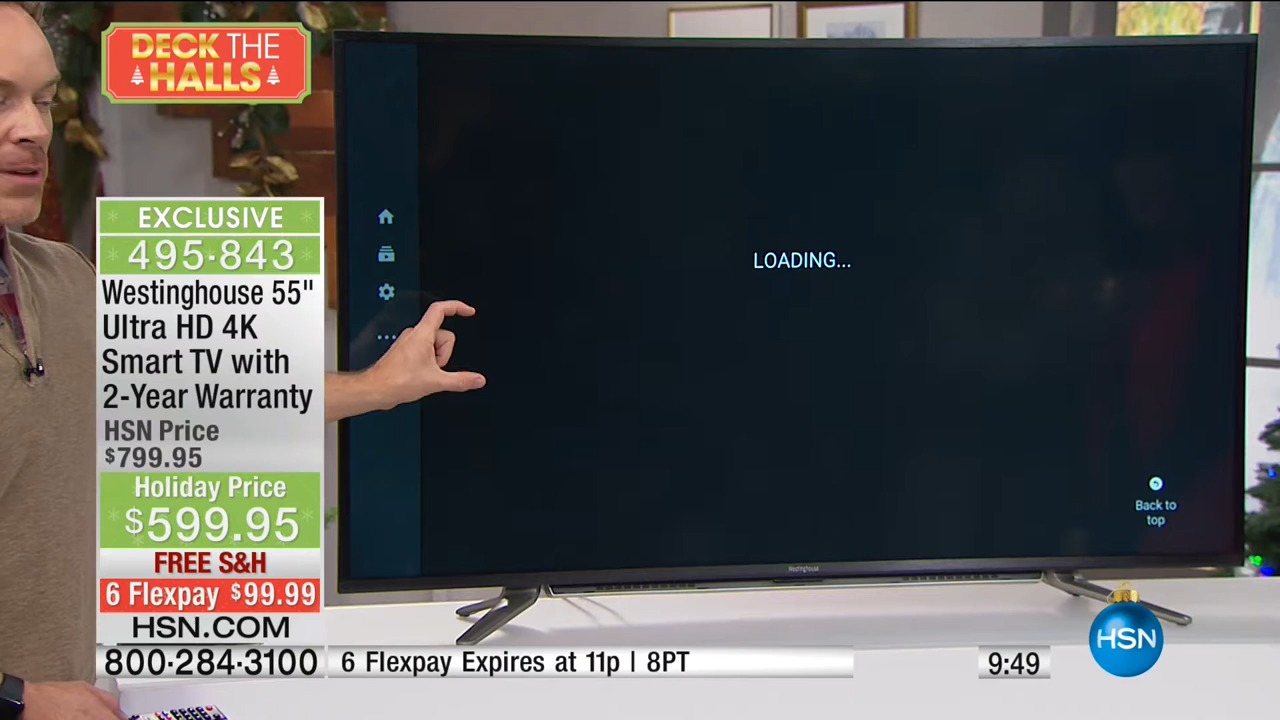 DECK THE
HALLS
EXCLUSIVE
495·843
Westinghouse 55"
Ultra HD 4K
Smart TV with
2-Year Warranty
HSN Price
$799.95
Holiday Price
$599.95
FREE S&H
6 Flexpay $99.99
HSN.COM
800·284·3100
LOADING...
Back to
top
Westinghouse
HSN
6 Flexpay Expires at 11p | 8PT
9:49